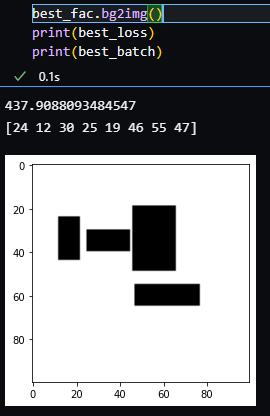 best_fac.bg2img()
print(best_loss)
print(best_batch)
0.1s
437.9088093484547
[24 12 30 25 19 46 55 47]
0
20
40
60
80
0 20 40 60 80